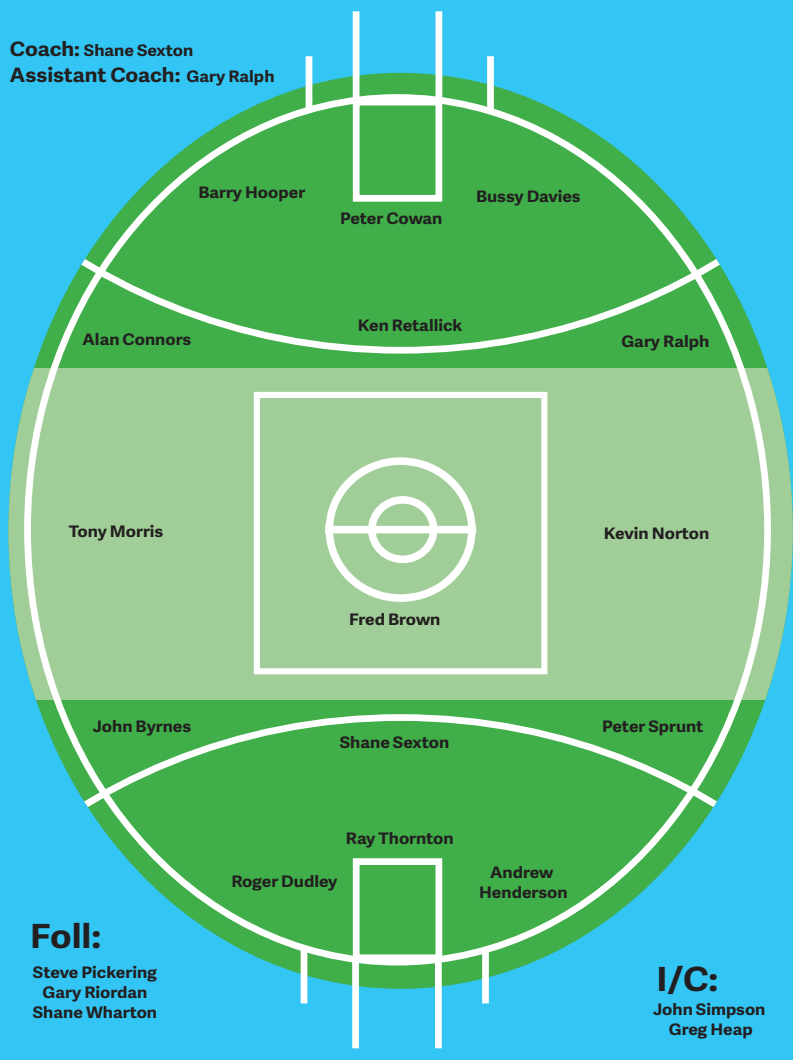 Coach: Shane Sexton
Assistant Coach: Gary Ralph
Barry Hooper
Bussy Davies
Peter Cowan
Ken Retallick
Alan Connors
Gary Ralph
Tony Morris
Kevin Norton
Fred Brown
John Byrnes
Peter Sprunt
Shane Sexton
Ray Thornton
Roger Dudley
Andrew
Henderson
Foll:
Steve Pickering
Gary Riordan
Shane Wharton
I/C:
John Simpson
Greg Heap